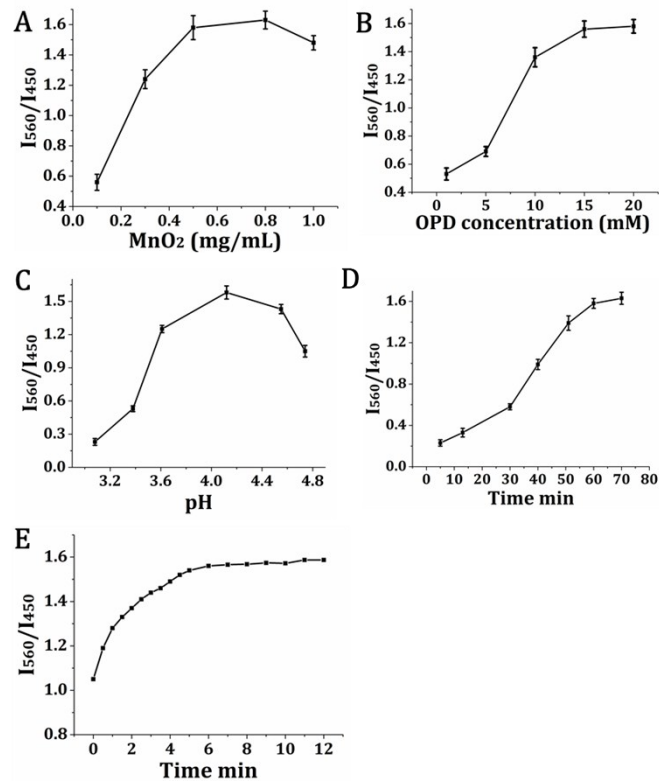 A
I560/I450
1.6
1.4
1.2
1.0
0.8
0.6
0.4
0.0 0.2 0.4 0.6 0.8 1.0
MnO2 (mg/mL)
B
I560/I450
1.6
1.4
1.2
1.0
0.8
0.6
0.4
0 5 10 15 20
OPD concentration (mM)
C
I560/I450
1.5
1.2
0.9
0.6
0.3
0.0
3.2 3.6 4.0 4.4 4.8
pH
D
I560/I450
1.6
1.2
0.8
0.4
0.0
0 10 20 30 40 50 60 70 80
Time min
E
I560/I450
1.6
1.4
1.2
1.0
0.8
0 2 4 6 8 10 12
Time min